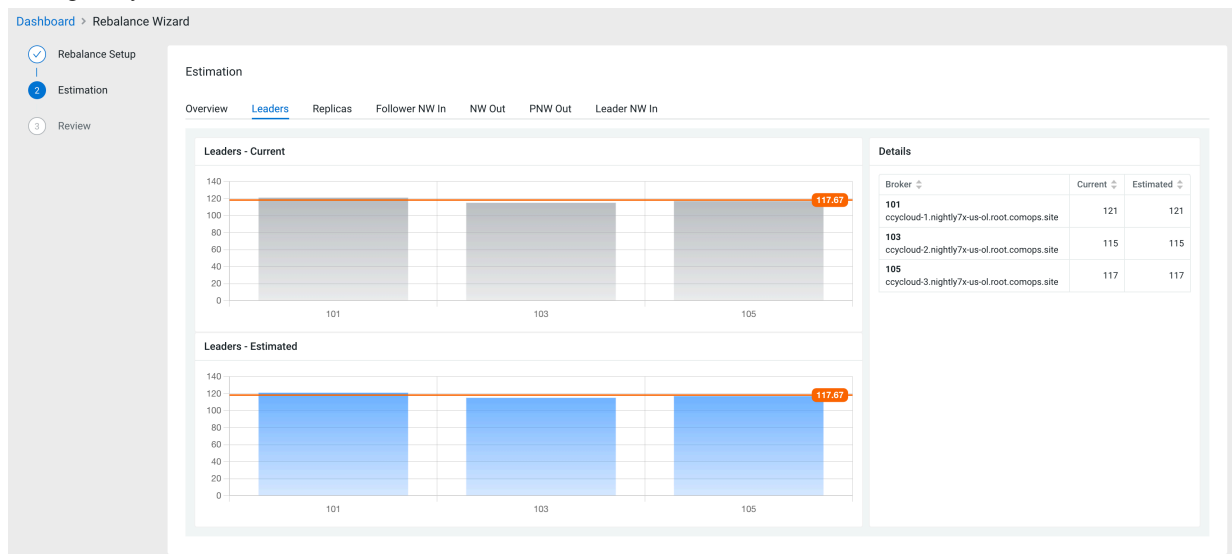 Dashboard > Rebalance Wizard
Rebalance Setup
2 Estimation
3 Review
Estimation
Overview Leaders Replicas Follower NW In NW Out PNW Out Leader NW In
Leaders - Current
140
120
100
80
60
40
20
0
117.67
101 103 105
Leaders - Estimated
140
120
100
80
60
40
20
0
117.67
101 103 105
Details
Broker Current Estimated
101
ccycloud-1.nightly7x-us-ol.root.comops.site 121 121
103
ccycloud-2.nightly7x-us-ol.root.comops.site 115 115
105
ccycloud-3.nightly7x-us-ol.root.comops.site 117 117